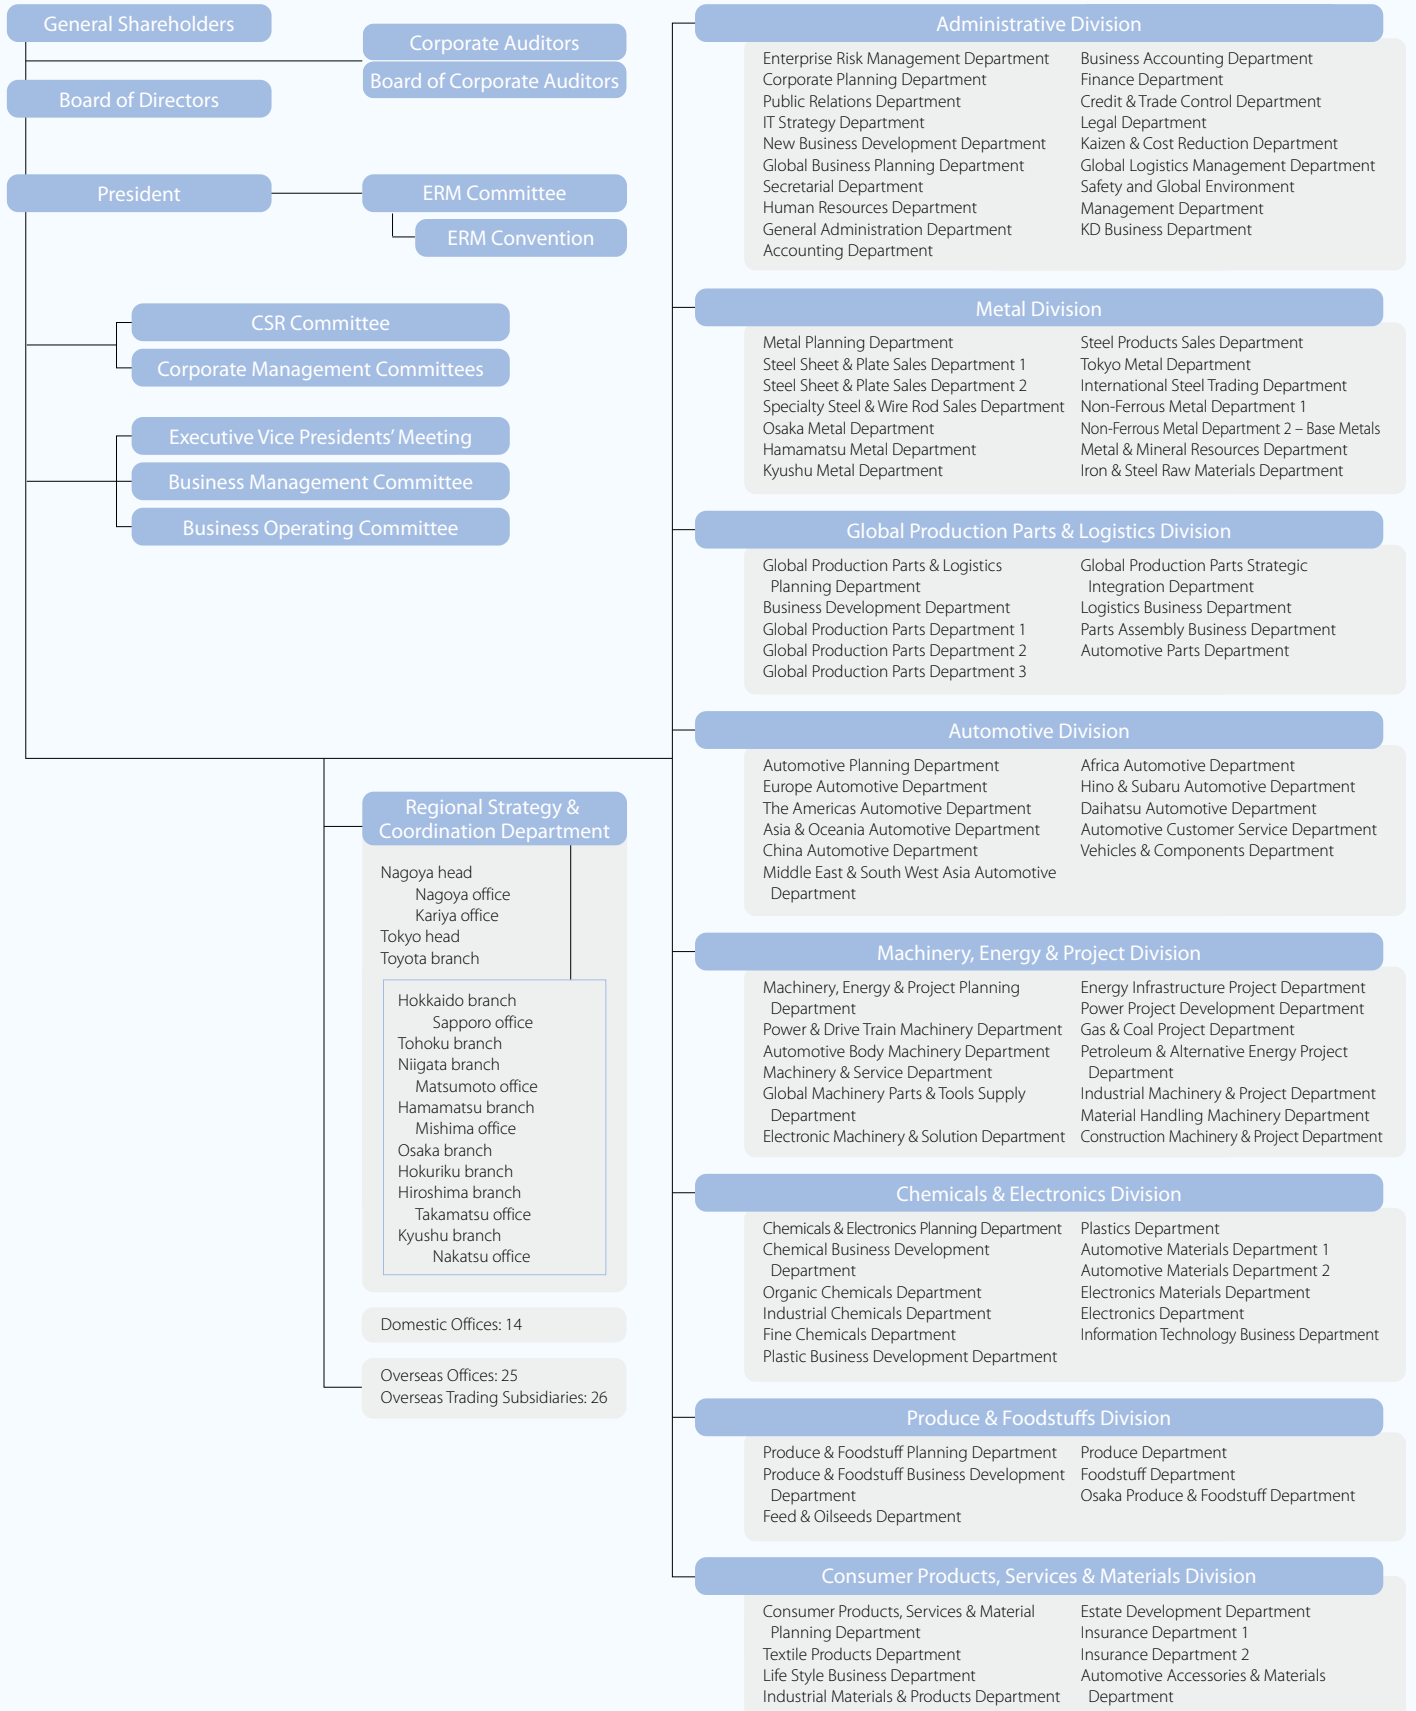 General Shareholders
Corporate Auditors
Board of Corporate Auditors
Board of Directors
President
ERM Committee
ERM Convention
CSR Committee
Corporate Management Committees
Executive Vice Presidents’ Meeting
Business Management Committee
Business Operating Committee
Regional Strategy &
Coordination Department
Nagoya head
Nagoya office
Kariya office
Tokyo head
Toyota branch
Hokkaido branch
Sapporo office
Tohoku branch
Niigata branch
Matsumoto office
Hamamatsu branch
Mishima office
Osaka branch
Hokuriku branch
Hiroshima branch
Takamatsu office
Kyushu branch
Nakatsu office
Domestic Offices: 14
Overseas Offices: 25
Overseas Trading Subsidiaries: 26
Administrative Division
Enterprise Risk Management Department
Corporate Planning Department
Public Relations Department
IT Strategy Department
New Business Development Department
Global Business Planning Department
Secretarial Department
Human Resources Department
General Administration Department
Accounting Department
Business Accounting Department
Finance Department
Credit & Trade Control Department
Legal Department
Kaizen & Cost Reduction Department
Global Logistics Management Department
Safety and Global Environment
Management Department
KD Business Department
Metal Division
Metal Planning Department
Steel Sheet & Plate Sales Department 1
Steel Sheet & Plate Sales Department 2
Specialty Steel & Wire Rod Sales Department
Osaka Metal Department
Hamamatsu Metal Department
Kyushu Metal Department
Steel Products Sales Department
Tokyo Metal Department
International Steel Trading Department
Non-Ferrous Metal Department 1
Non-Ferrous Metal Department 2 – Base Metals
Metal & Mineral Resources Department
Iron & Steel Raw Materials Department
Global Production Parts & Logistics Division
Global Production Parts & Logistics
Planning Department
Business Development Department
Global Production Parts Department 1
Global Production Parts Department 2
Global Production Parts Department 3
Global Production Parts Strategic
Integration Department
Logistics Business Department
Parts Assembly Business Department
Automotive Parts Department
Automotive Division
Automotive Planning Department
Europe Automotive Department
The Americas Automotive Department
Asia & Oceania Automotive Department
China Automotive Department
Middle East & South West Asia Automotive
Department
Africa Automotive Department
Hino & Subaru Automotive Department
Daihatsu Automotive Department
Automotive Customer Service Department
Vehicles & Components Department
Machinery, Energy & Project Division
Machinery, Energy & Project Planning
Department
Power & Drive Train Machinery Department
Automotive Body Machinery Department
Machinery & Service Department
Global Machinery Parts & Tools Supply
Department
Electronic Machinery & Solution Department
Energy Infrastructure Project Department
Power Project Development Department
Gas & Coal Project Department
Petroleum & Alternative Energy Project
Department
Industrial Machinery & Project Department
Material Handling Machinery Department
Construction Machinery & Project Department
Chemicals & Electronics Division
Chemicals & Electronics Planning Department
Chemical Business Development
Department
Organic Chemicals Department
Industrial Chemicals Department
Fine Chemicals Department
Plastic Business Development Department
Plastics Department
Automotive Materials Department 1
Automotive Materials Department 2
Electronics Materials Department
Electronics Department
Information Technology Business Department
Produce & Foodstuffs Division
Produce & Foodstuff Planning Department
Produce & Foodstuff Business Development
Department
Feed & Oilseeds Department
Produce Department
Foodstuff Department
Osaka Produce & Foodstuff Department
Consumer Products, Services & Materials Division
Consumer Products, Services & Material
Planning Department
Textile Products Department
Life Style Business Department
Industrial Materials & Products Department
Estate Development Department
Insurance Department 1
Insurance Department 2
Automotive Accessories & Materials
Department